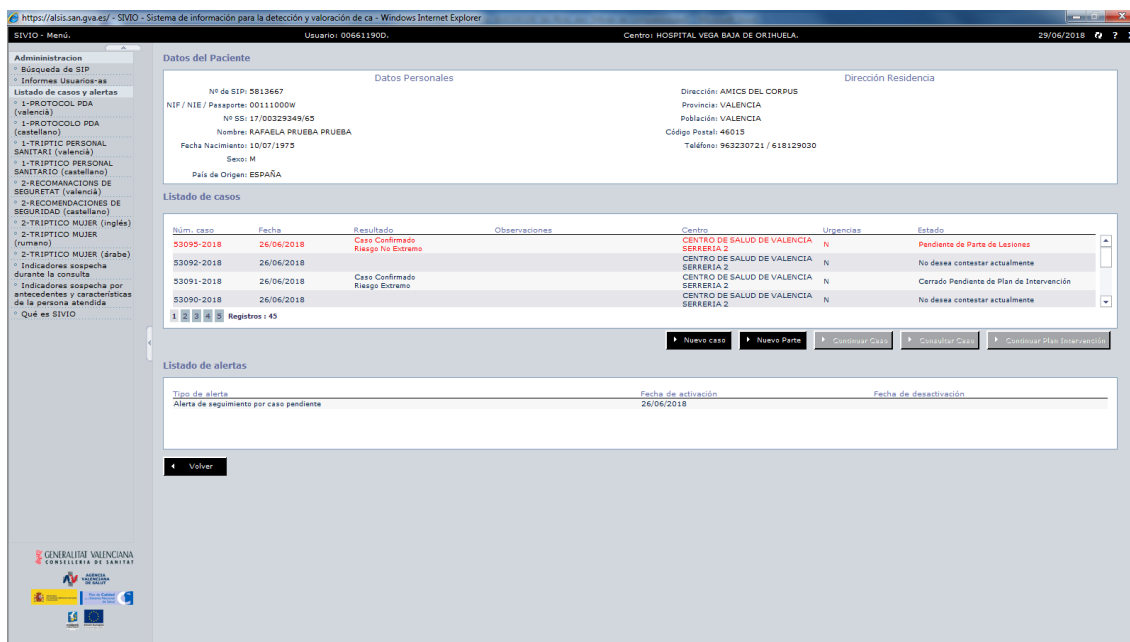 https://alsis.san.gva.es/ - SIVIO - Sistema de información para la detección y valoración de ca - Windows Internet Explorer
SIVIO - Menú. Usuario: 00661190D. Centro: HOSPITAL VEGA BAJA DE ORIHUELA. 29/06/2018 ?
Admininistracion
Búsqueda de SIP
Informes Usuarios-as
Listado de casos y alertas
1-PROTOCOL PDA
(valencià)
1-PROTOCOLO PDA
(castellano)
1-TRIPTIC PERSONAL
SANITARI (valencià)
1-TRIPTICO PERSONAL
SANITARIO (castellano)
2-RECOMANACIONS DE
SEGURETAT (valencià)
2-RECOMENDACIONES DE
SEGURIDAD (castellano)
2-TRIPTICO MUJER (inglés)
2-TRIPTICO MUJER
(rumano)
2-TRIPTICO MUJER (árabe)
Indicadores sospecha
durante la consulta
Indicadores sospecha por
antecedentes y características
de la persona atendida
Qué es SIVIO
GENERALITAT VALENCIANA
CONSELLERIA DE SANITAT
AGÈNCIA
VALENCIANA
DE SALUT
Datos del Paciente
Datos Personales
Nº de SIP: 5813667
NIF / NIE / Pasaporte: 00111000W
Nº SS: 17/00329349/65
Nombre: RAFAELA PRUEBA PRUEBA
Fecha Nacimiento: 10/07/1975
Sexo: M
País de Origen: ESPAÑA
Dirección Residencia
Dirección: AMICS DEL CORPUS
Provincia: VALENCIA
Población: VALENCIA
Código Postal: 46015
Teléfono: 963230721 / 618129030
Listado de casos
Núm. caso Fecha Resultado Observaciones Centro Urgencias Estado
53095-2018 26/06/2018 Caso Confirmado Riesgo No Extremo CENTRO DE SALUD DE VALENCIA SERRERIA 2 N Pendiente de Parte de Lesiones
53092-2018 26/06/2018 CENTRO DE SALUD DE VALENCIA SERRERIA 2 N No desea contestar actualmente
53091-2018 26/06/2018 Caso Confirmado Riesgo Extremo CENTRO DE SALUD DE VALENCIA SERRERIA 2 N Cerrado Pendiente de Plan de Intervención
53090-2018 26/06/2018 CENTRO DE SALUD DE VALENCIA SERRERIA 2 N No desea contestar actualmente
1 2 3 4 5 Registros : 45
Nuevo caso Nuevo Parte Continuar Caso Consultar Caso Continuar Plan Intervención
Listado de alertas
Tipo de alerta Fecha de activación Fecha de desactivación
Alerta de seguimiento por caso pendiente 26/06/2018
Volver